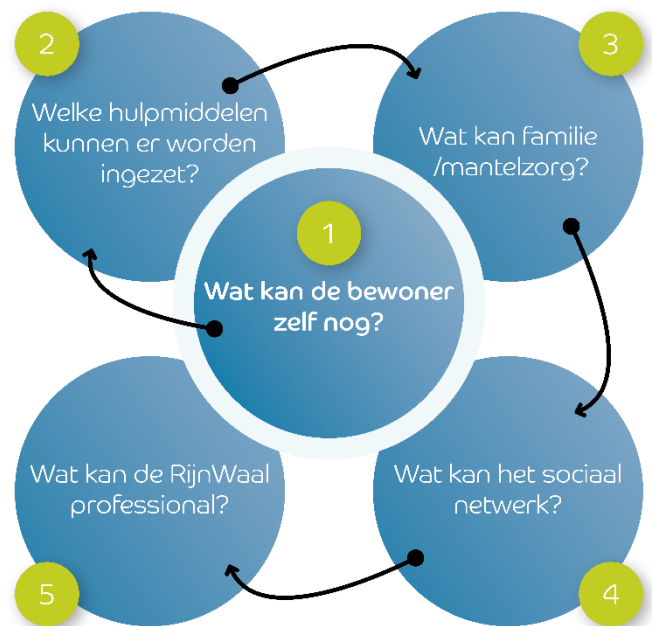 1
Wat kan de bewoner
zelf nog?
2
Welke hulpmiddelen
kunnen er worden
ingezet?
3
Wat kan familie
/mantelzorg?
4
Wat kan het sociaal
netwerk?
5
Wat kan de RijnWaal
professional?